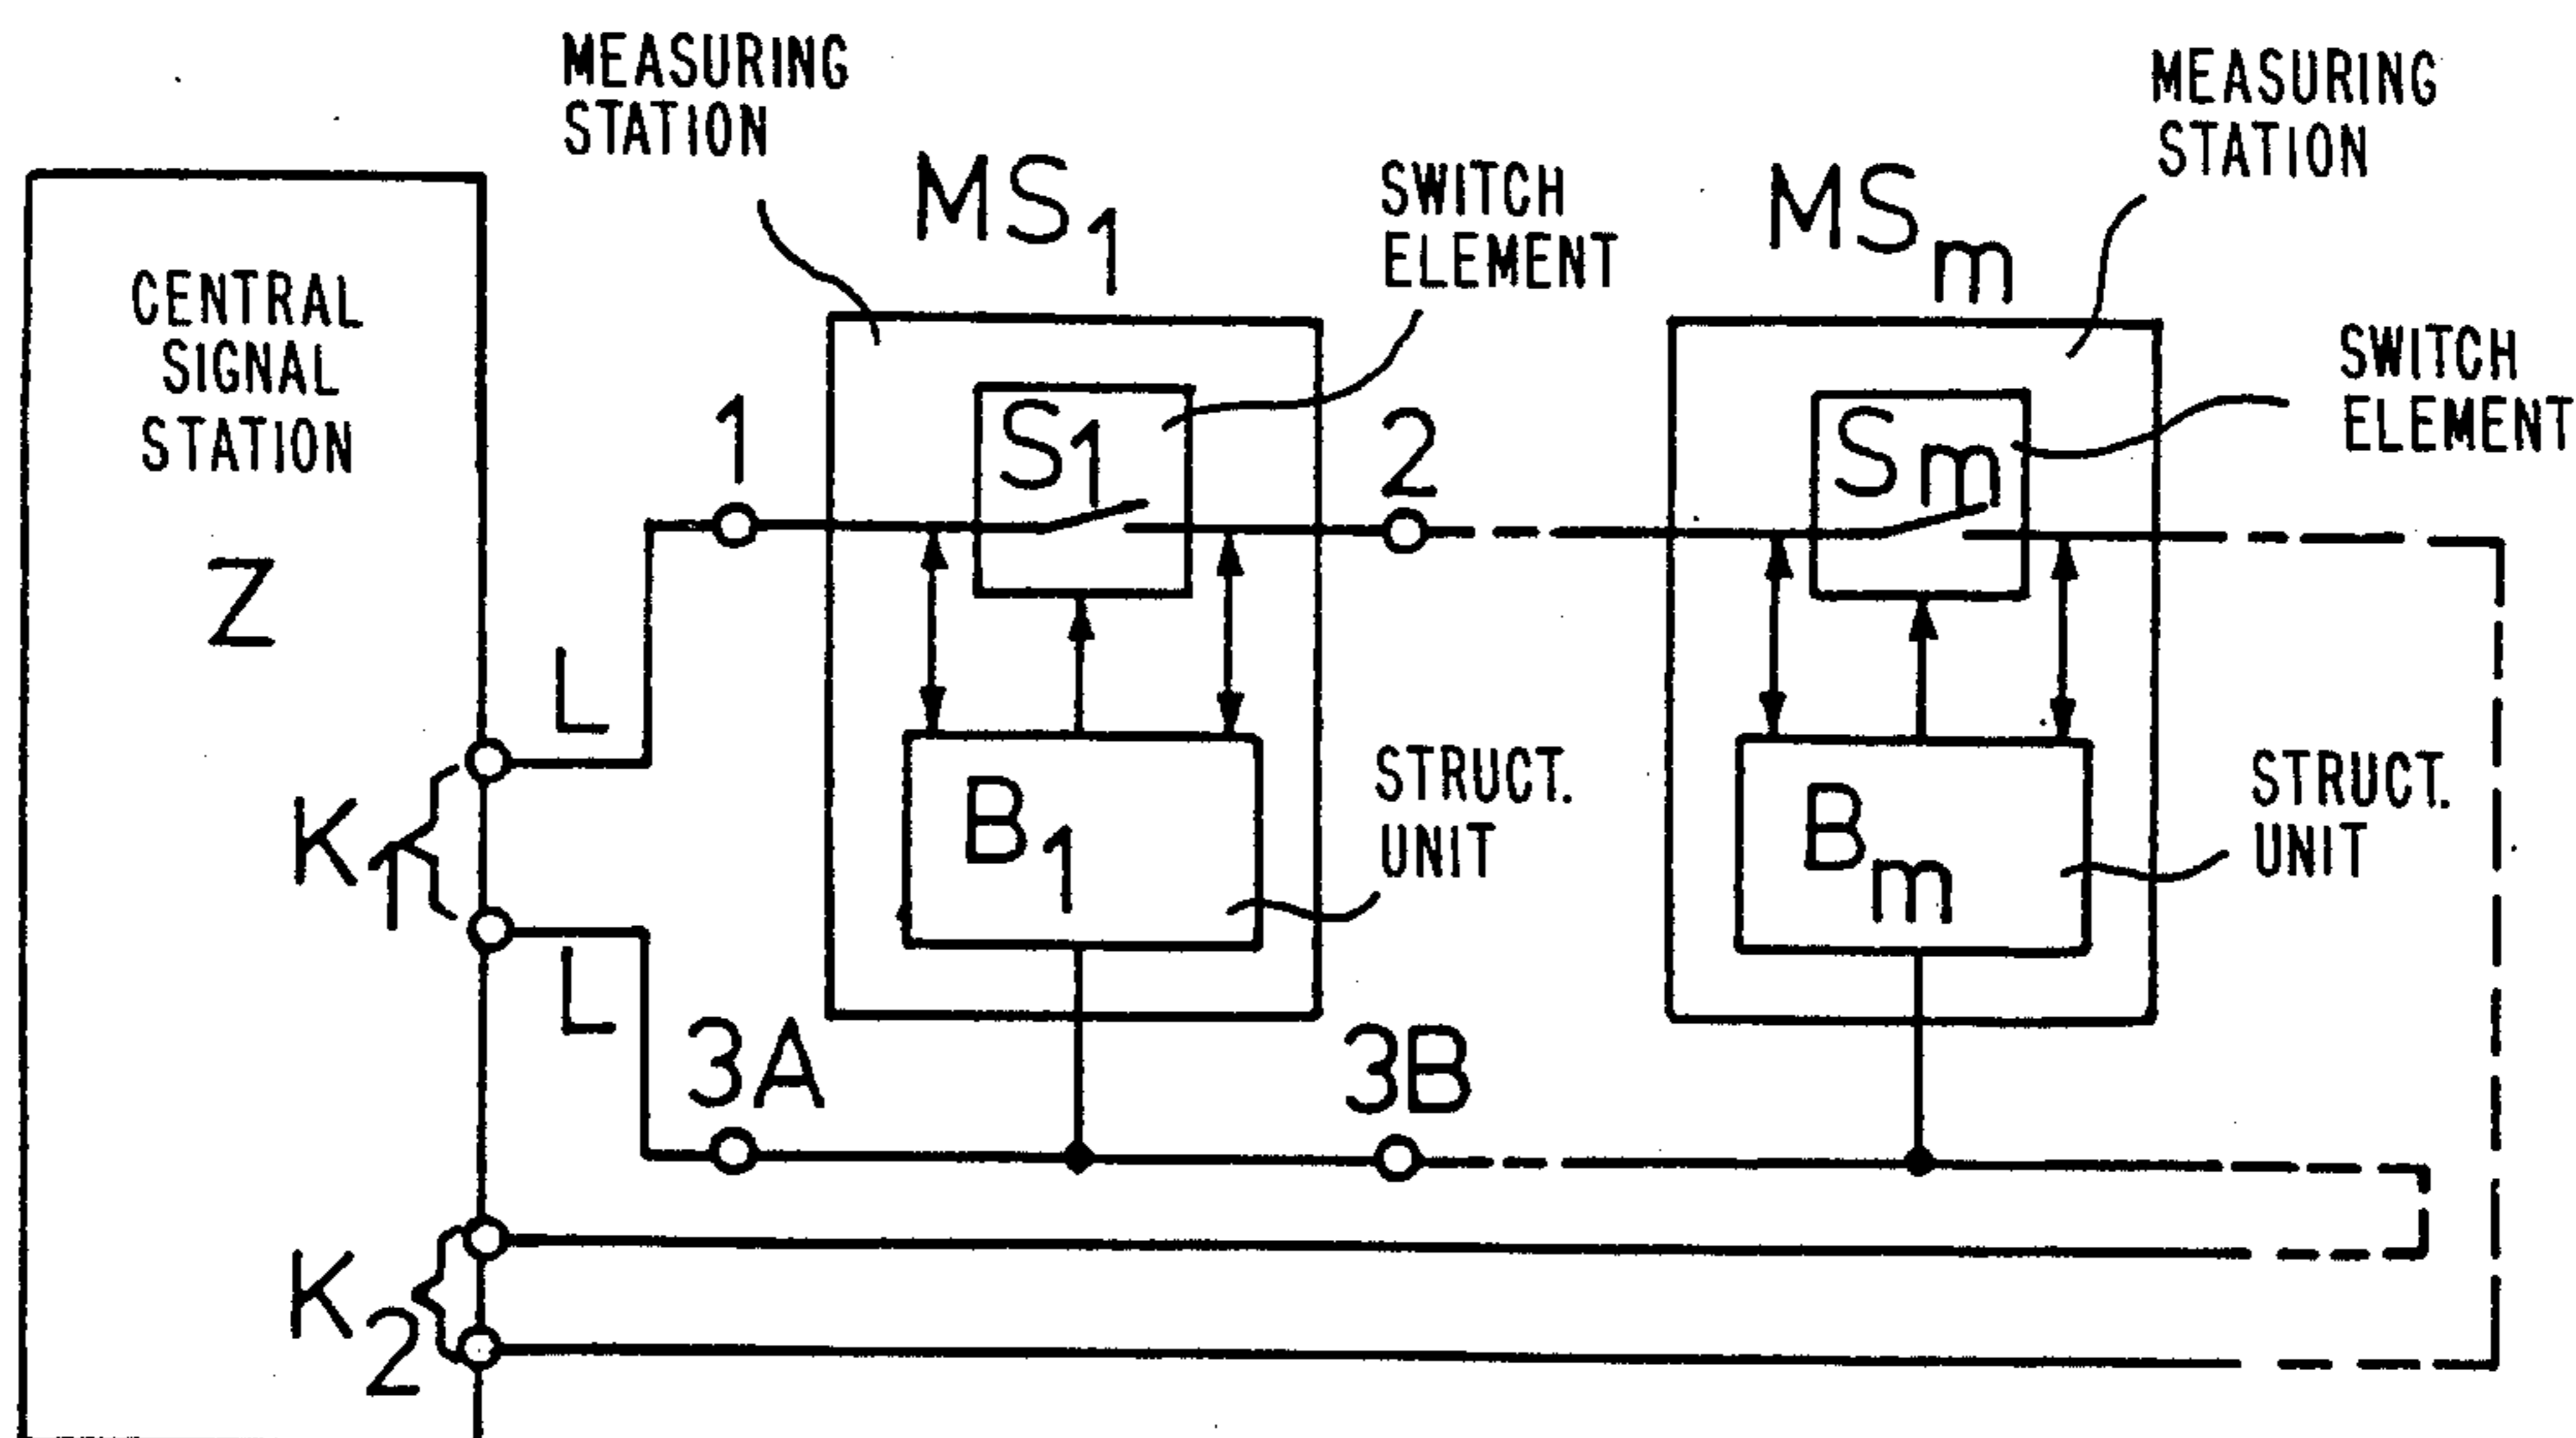 MEASURING
STATION
MS1
SWITCH
ELEMENT
MSm
MEASURING
STATION
SWITCH
ELEMENT
CENTRAL
SIGNAL
STATION
Z
1
S1
2
Sm
L
K1
B1
STRUCT.
UNIT
Bm
STRUCT.
UNIT
L
3A
3B
K2